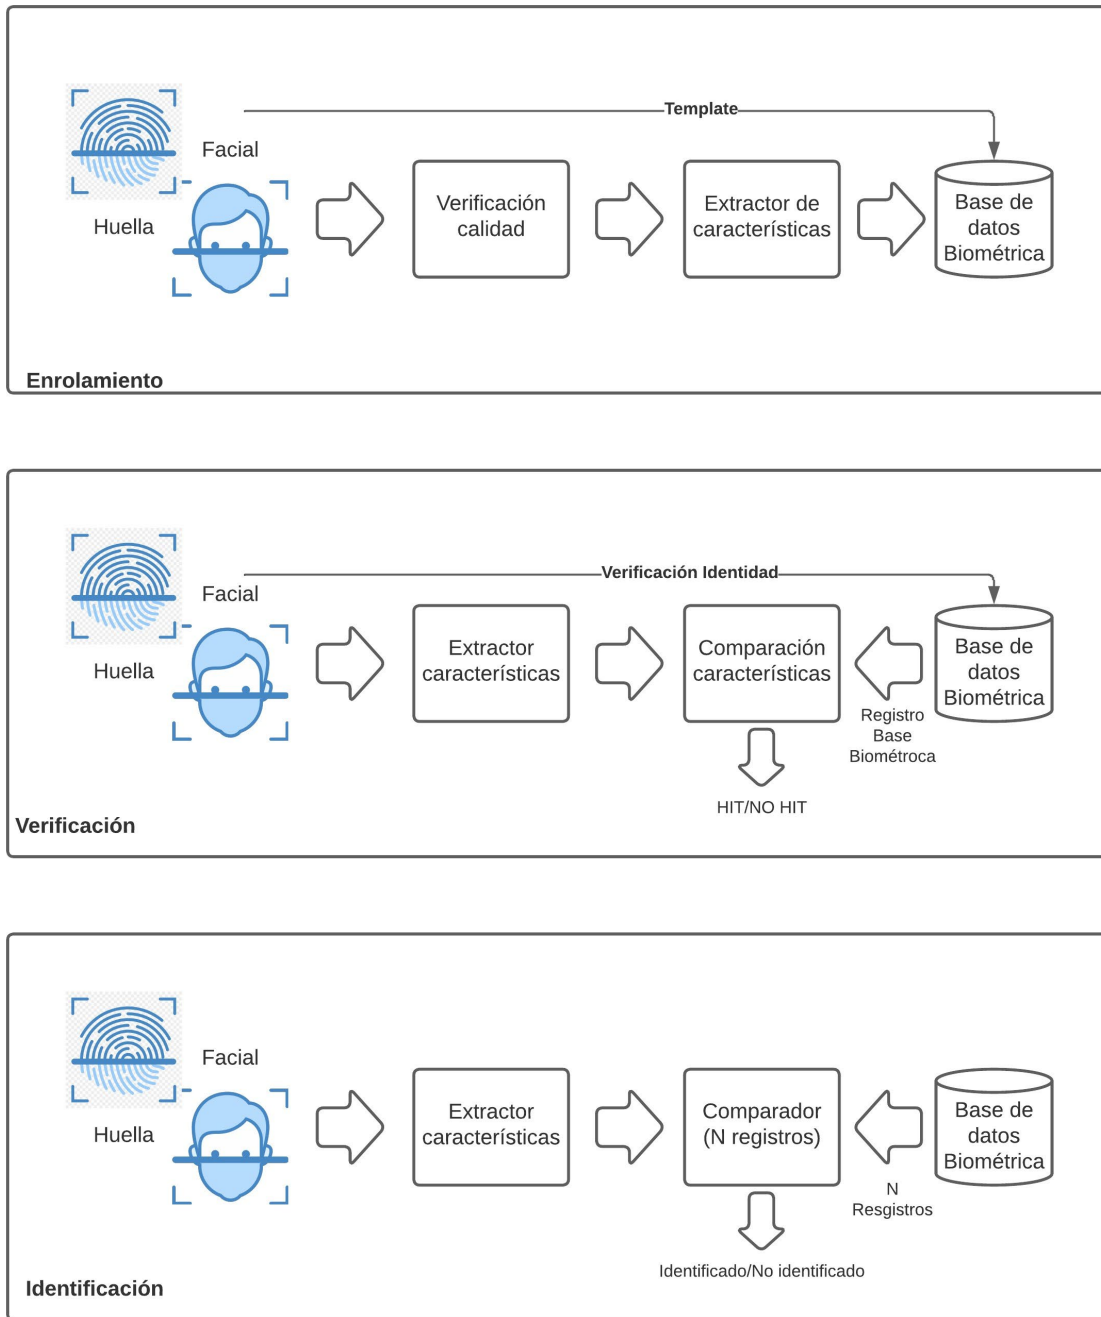 Template
Facial
Huella
Verificación
calidad
Extractor de
características
Base de
datos
Biométrica
Enrolamiento
Verificación Identidad
Facial
Huella
Extractor
características
Comparación
características
Base de
datos
Biométrica
Registro
Base
Biométroca
HIT/NO HIT
Verificación
Facial
Huella
Extractor
características
Comparador
(N registros)
Base de
datos
Biométrica
N
Resgistros
Identificado/No identificado
Identificación